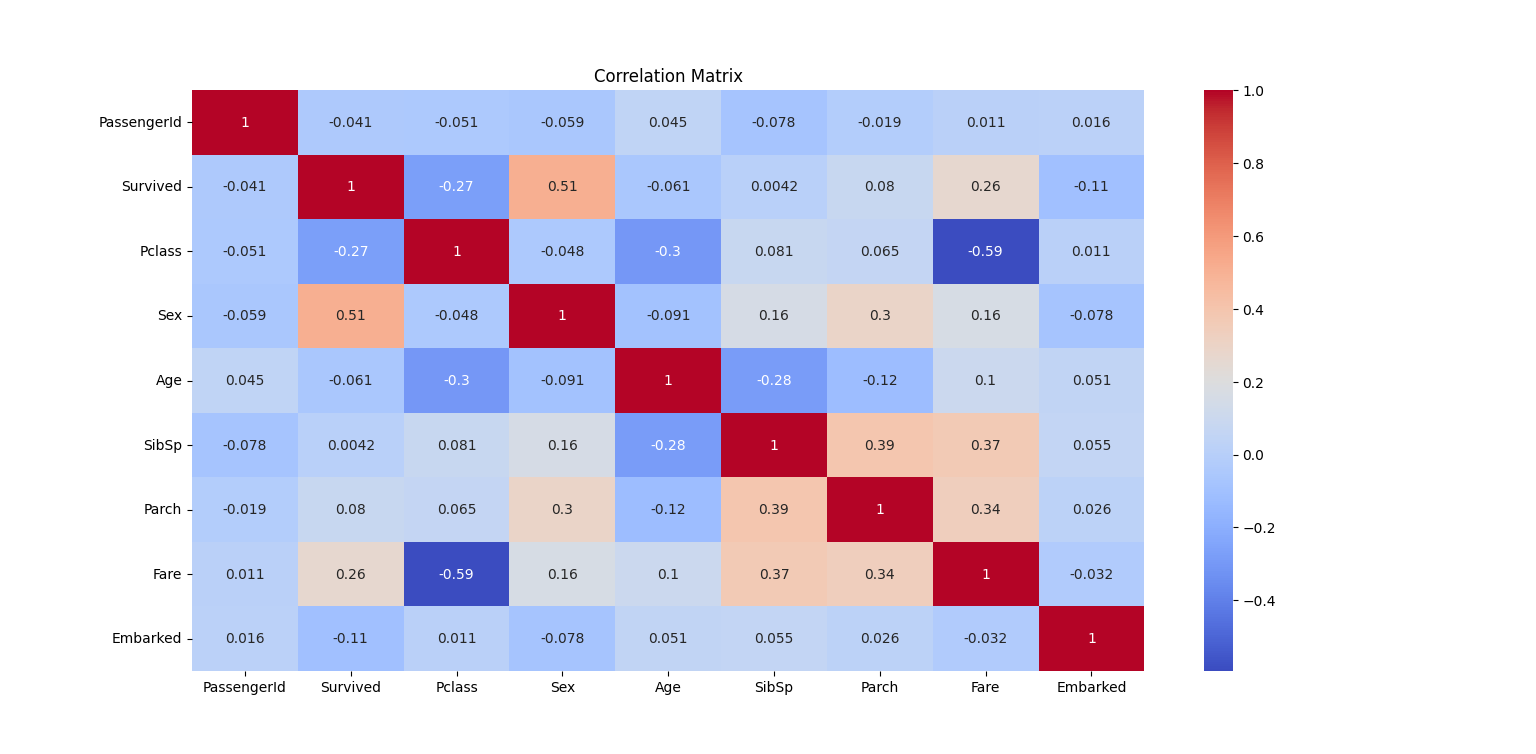 Correlation Matrix
PassengerId 1 -0.041 -0.051 -0.059 0.045 -0.078 -0.019 0.011 0.016
Survived -0.041 1 -0.27 0.51 -0.061 0.0042 0.08 0.26 -0.11
Pclass -0.051 -0.27 1 -0.048 -0.3 0.081 0.065 -0.59 0.011
Sex -0.059 0.51 -0.048 1 -0.091 0.16 0.3 0.16 -0.078
Age 0.045 -0.061 -0.3 -0.091 1 -0.28 -0.12 0.1 0.051
SibSp -0.078 0.0042 0.081 0.16 -0.28 1 0.39 0.37 0.055
Parch -0.019 0.08 0.065 0.3 -0.12 0.39 1 0.34 0.026
Fare 0.011 0.26 -0.59 0.16 0.1 0.37 0.34 1 -0.032
Embarked 0.016 -0.11 0.011 -0.078 0.051 0.055 0.026 -0.032 1
PassengerId Survived Pclass Sex Age SibSp Parch Fare Embarked
1.0
0.8
0.6
0.4
0.2
0.0
−0.2
−0.4